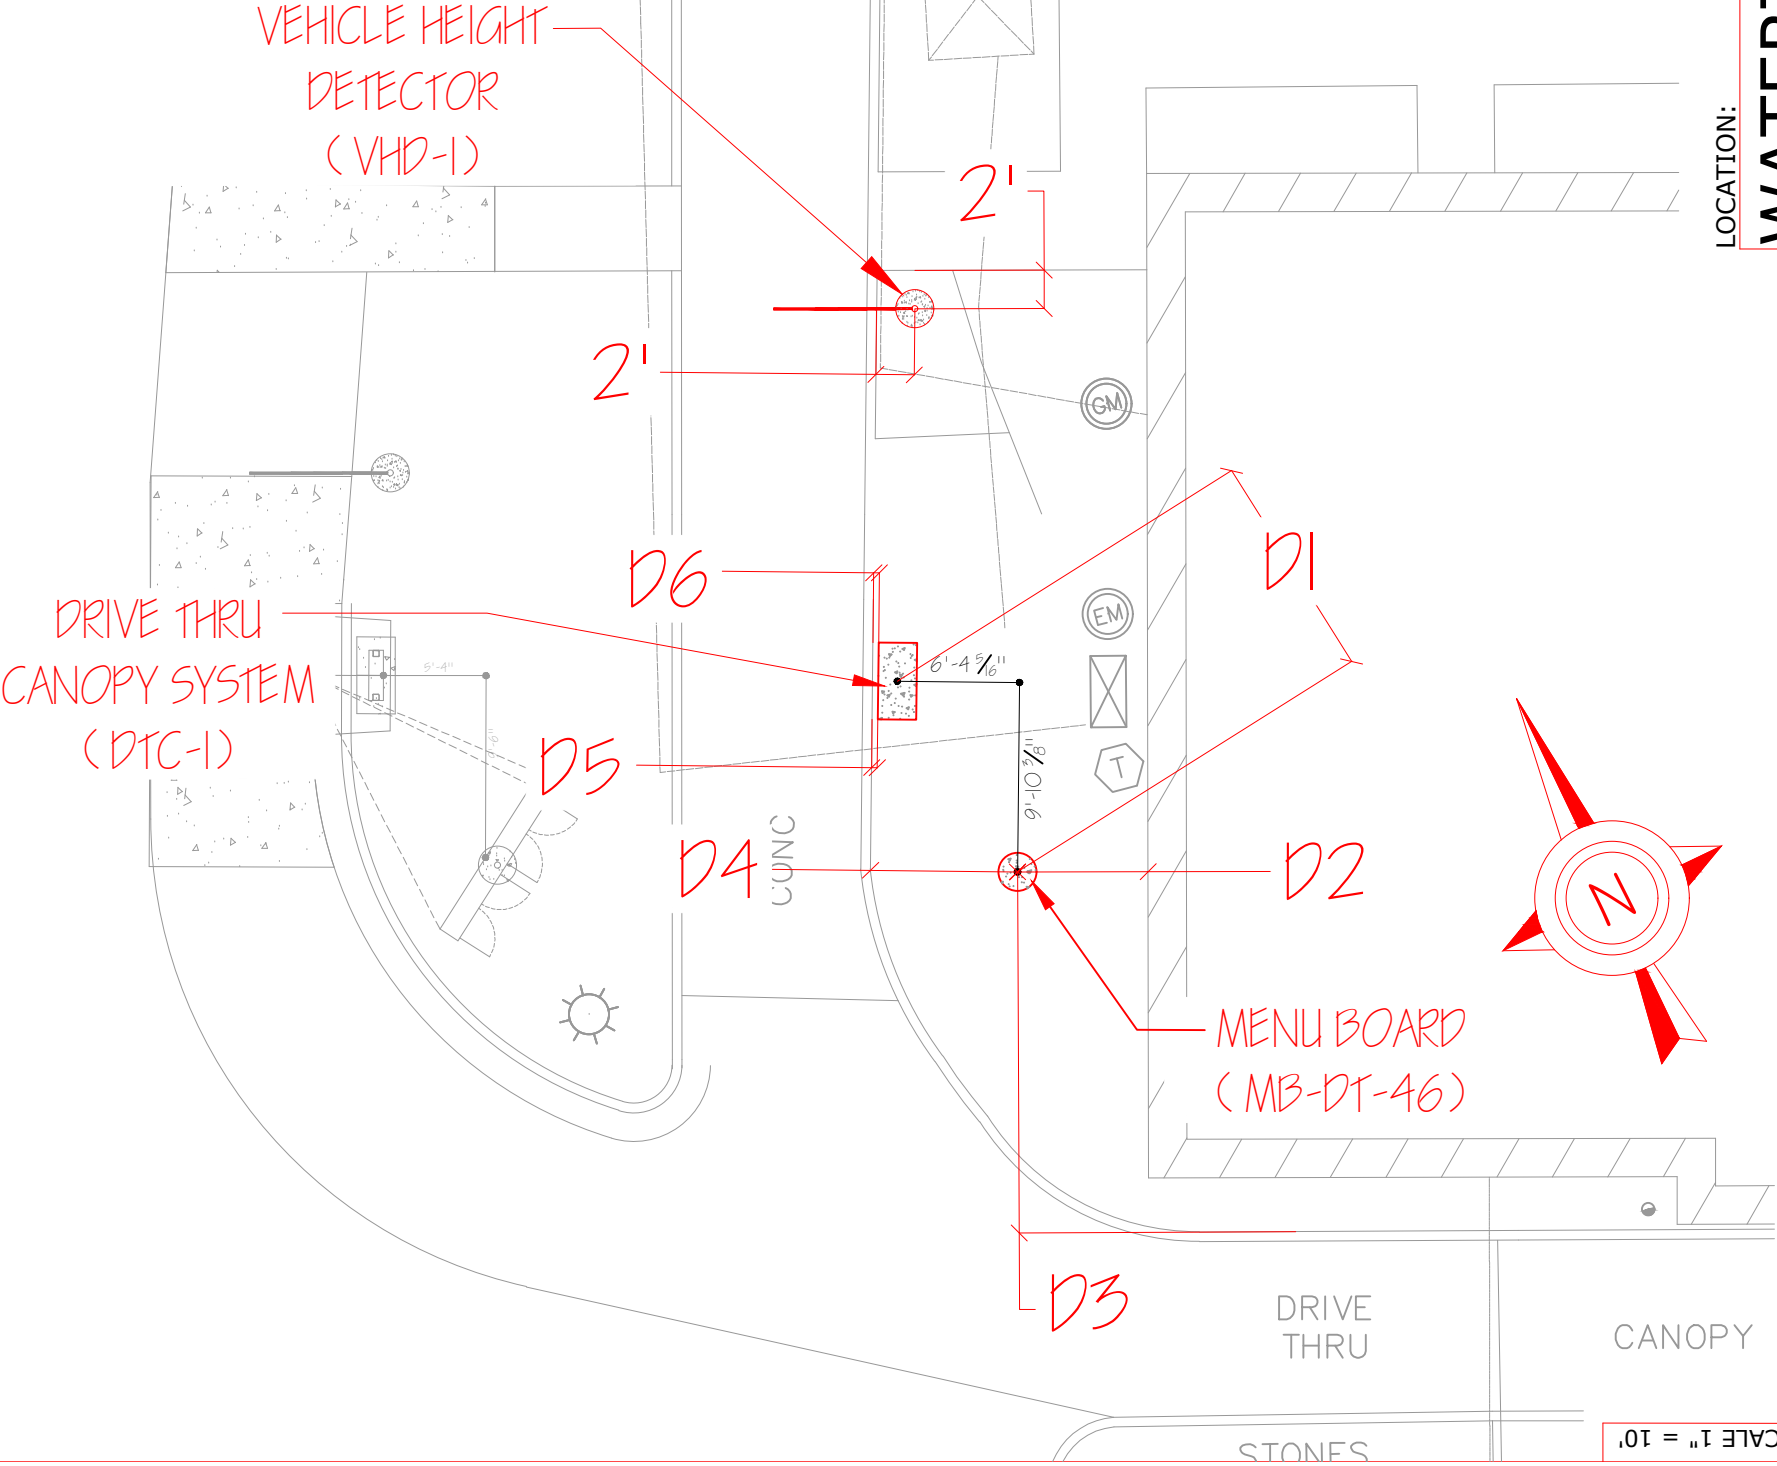 VEHICLE HEIGHT
DETECTOR
(VHD-1)
LOCATION:
2'
2'
GM
D1
D6
EM
DRIVE THRU
CANOPY SYSTEM
(DTC-1)
5'-4"
6'-4 5/16"
D5
T
9'-10 3/8"
CONC
D4
D2
N
MENU BOARD
(MB-DT-46)
D3
DRIVE
THRU
CANOPY
CALE 1" = 10'
STONES